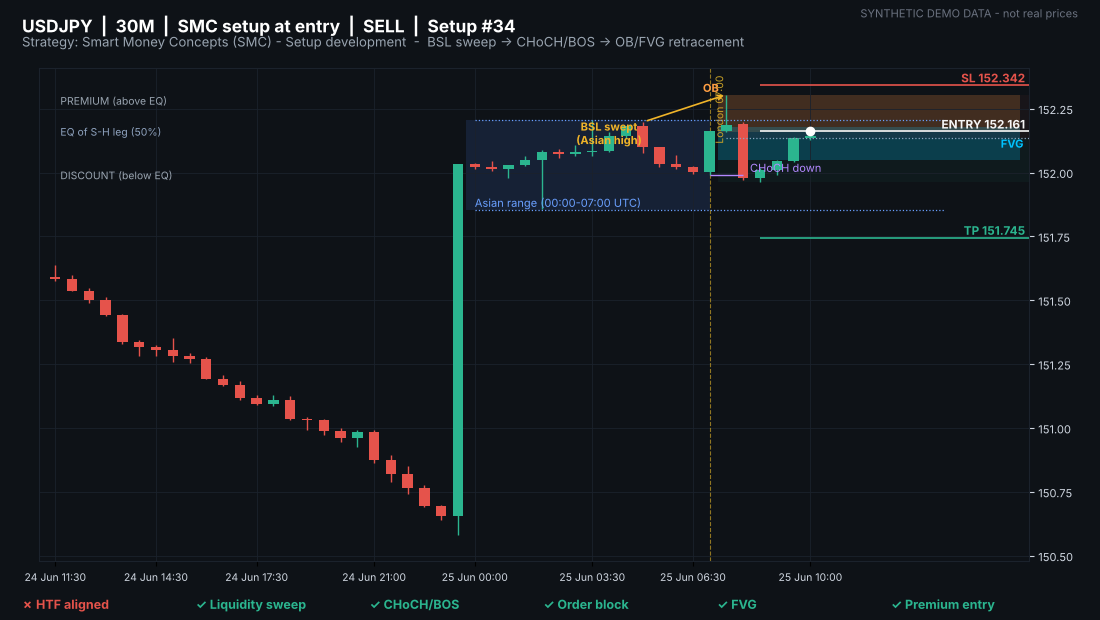 SYNTHETIC DEMO DATA - not real prices
USDJPY | 30M | SMC setup at entry | SELL | Setup #34
Strategy: Smart Money Concepts (SMC) - Setup development - BSL sweep → CHoCH/BOS → OB/FVG retracement
SL 152.342
OB
PREMIUM (above EQ)
152.25
ENTRY 152.161
BSL swept
(Asian high)
EQ of S-H leg (50%)
FVG
London
CHoCH down
DISCOUNT (below EQ)
152.00
Asian range (00:00-07:00 UTC)
TP 151.745
151.75
151.50
151.25
151.00
150.75
150.50
24 Jun 11:30
24 Jun 14:30
24 Jun 17:30
24 Jun 21:00
25 Jun 00:00
25 Jun 03:30
25 Jun 06:30
25 Jun 10:00
× HTF aligned
✓ Liquidity sweep
✓ CHoCH/BOS
✓ Order block
✓ FVG
✓ Premium entry